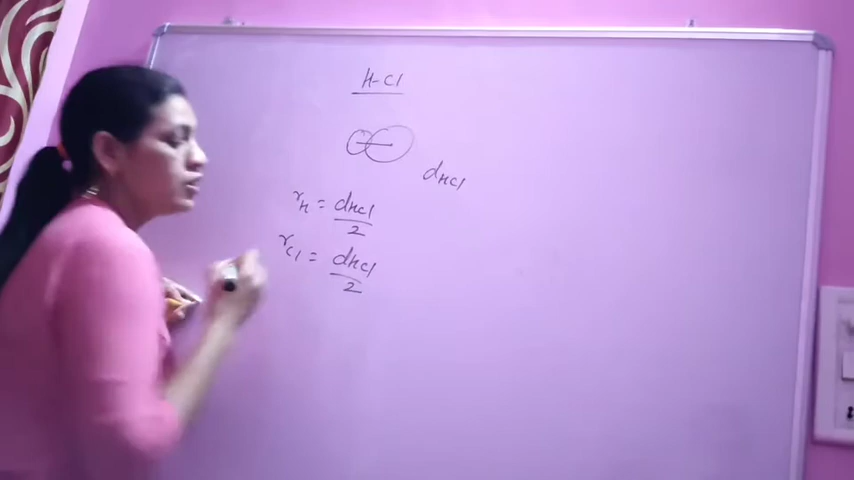 H-Cl
dHCl
rH = dHCl/2
rCl = dHCl/2